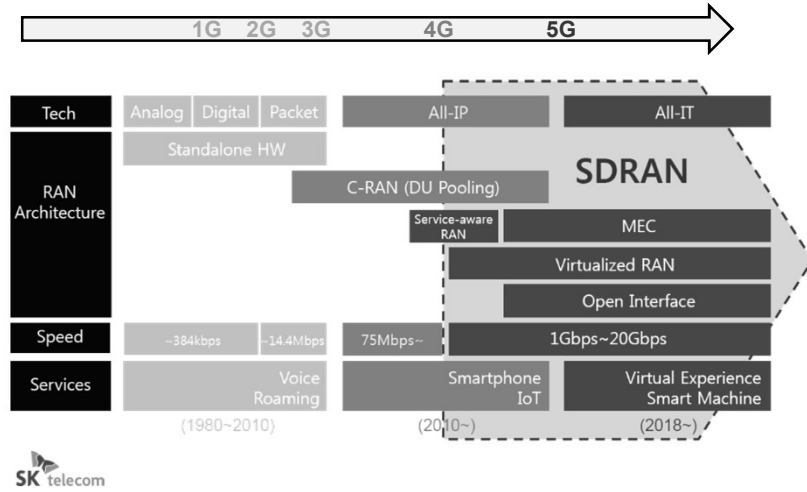 1G 2G 3G 4G 5G
Tech Analog Digital Packet All-IP All-IT
Standalone HW
SDRAN
RAN
Architecture
C-RAN (DU Pooling)
Service-aware
RAN
MEC
Virtualized RAN
Open Interface
Speed ~384kbps ~14.4Mbps 75Mbps~ 1Gbps~20Gbps
Services
Voice
Roaming
Smartphone
IoT
Virtual Experience
Smart Machine
(1980~2010) (2010~) (2018~)
SK telecom